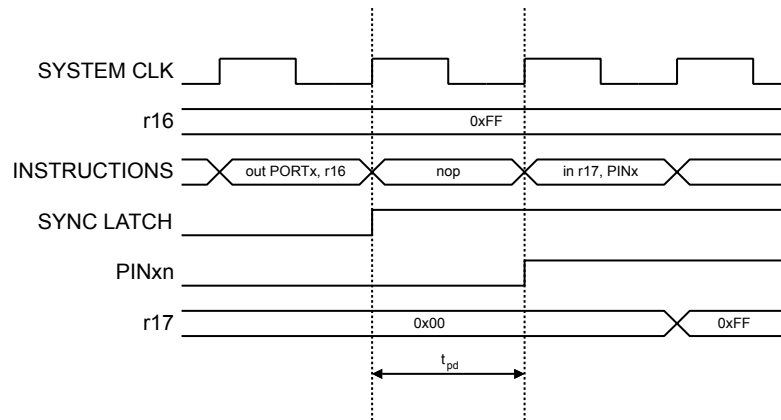 SYSTEM CLK
r16
0xFF
INSTRUCTIONS
out PORTx, r16
nop
in r17, PINx
SYNC LATCH
PINxn
r17
0x00
0xFF
tpd